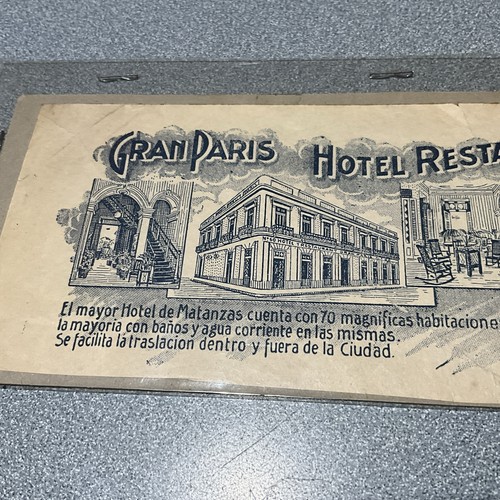 GRAN PARIS HOTEL RESTA
El mayor Hotel de Matanzas cuenta con 70 magnificas habitacione
la mayoria con baños y agua corriente en las mismas.
Se facilita la traslacion dentro y fuera de la Ciudad.